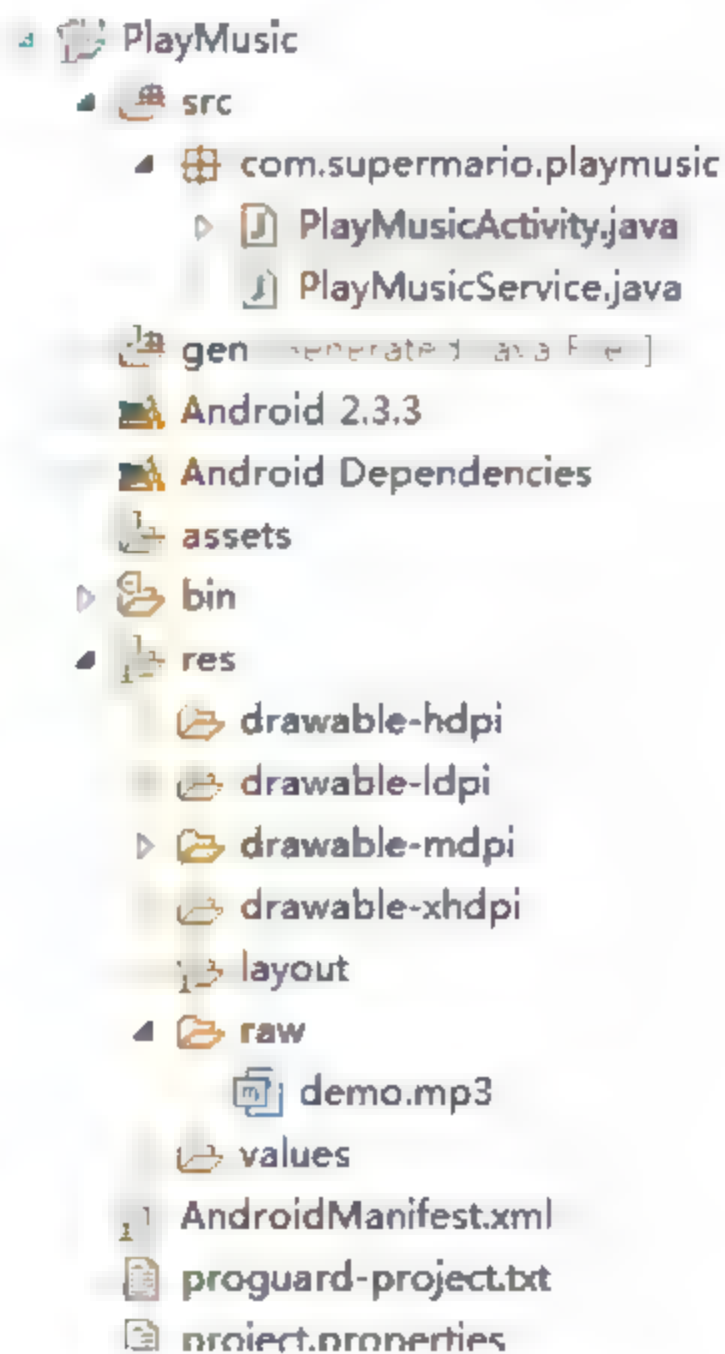 PlayMusic
src
com.supermario.playmusic
PlayMusicActivity.java
PlayMusicService.java
gen
Android 2.3.3
Android Dependencies
assets
bin
res
drawable-hdpi
drawable-ldpi
drawable-mdpi
drawable-xhdpi
layout
raw
demo.mp3
values
AndroidManifest.xml
proguard-project.txt
project.properties